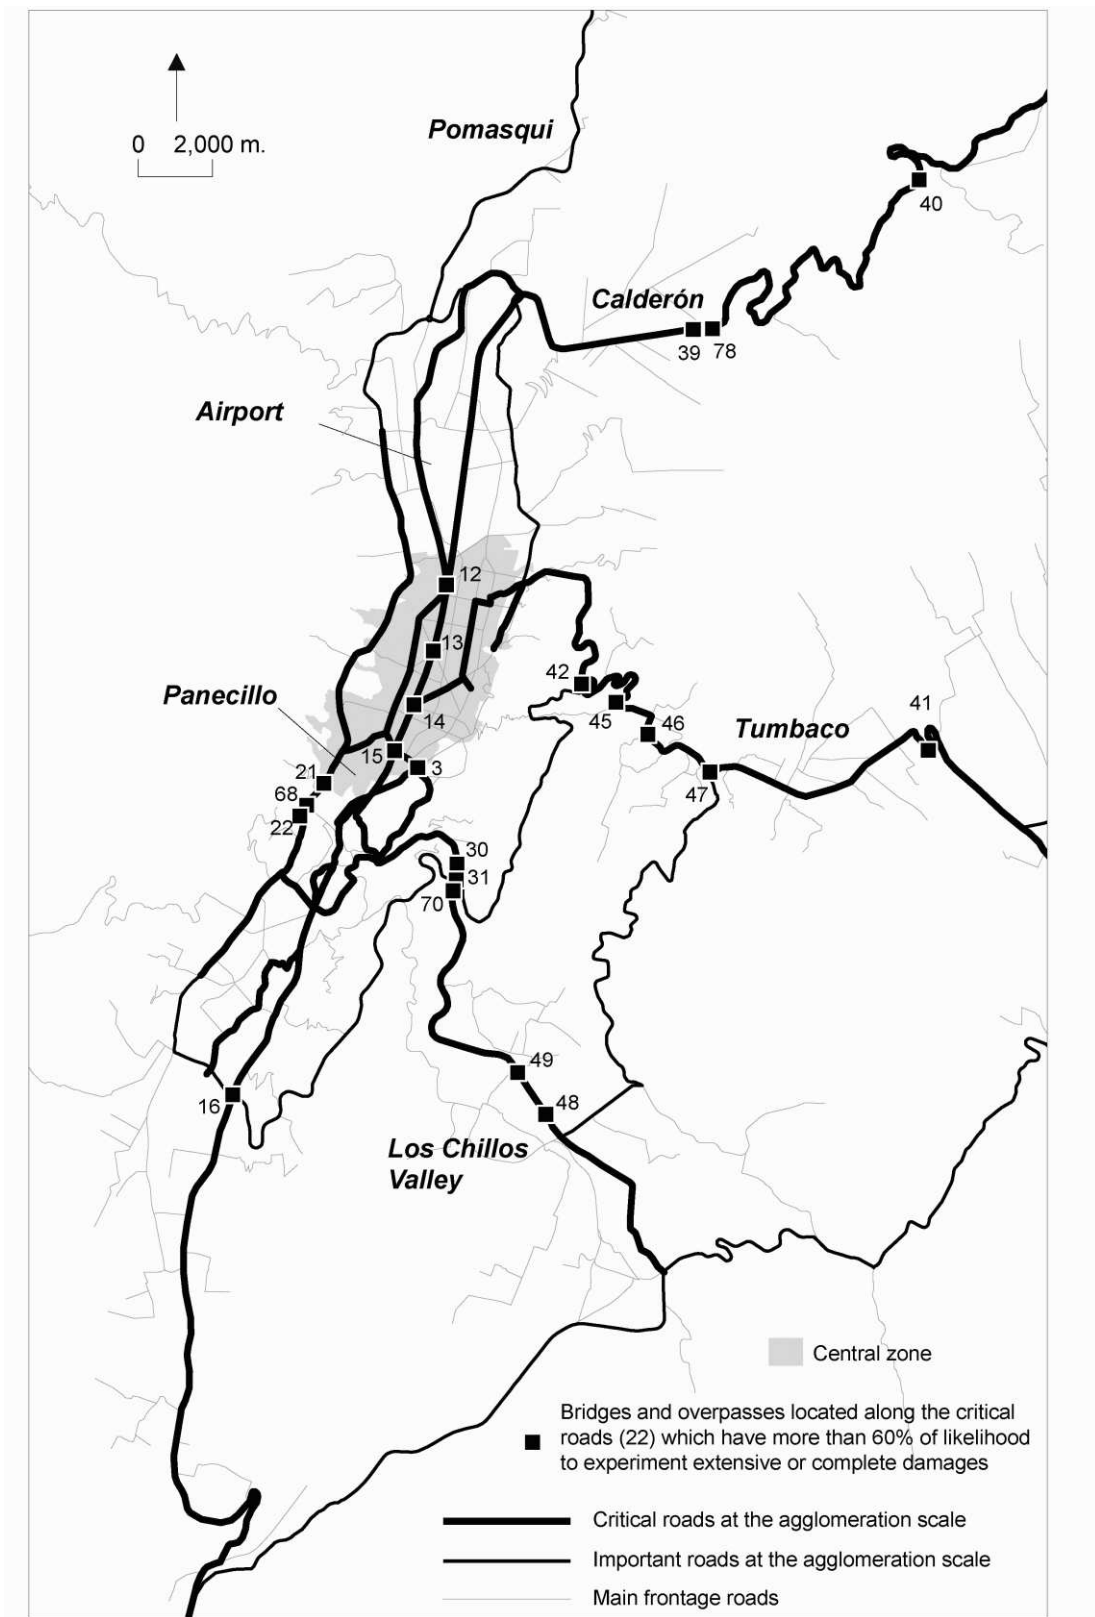 Pomasqui
0 2,000 m.
40
Calderón
39 78
Airport
12
13
42
Panecillo
14
45
46
41
Tumbaco
15
3
21
47
68
22
30
31
70
49
16
48
Los Chillos
Valley
Central zone
Bridges and overpasses located along the critical
roads (22) which have more than 60% of likelihood
to experiment extensive or complete damages
Critical roads at the agglomeration scale
Important roads at the agglomeration scale
Main frontage roads